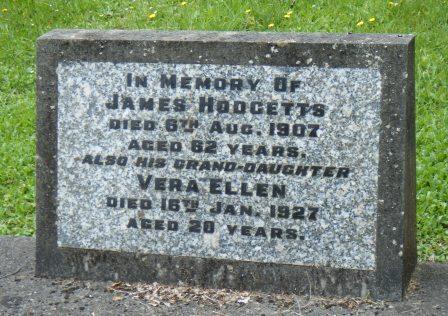 IN MEMORY OF
JAMES HODGETTS
DIED 6TH AUG. 1907
AGED 62 YEARS.
ALSO HIS GRAND-DAUGHTER
VERA ELLEN
DIED 16TH JAN. 1927
AGED 20 YEARS.